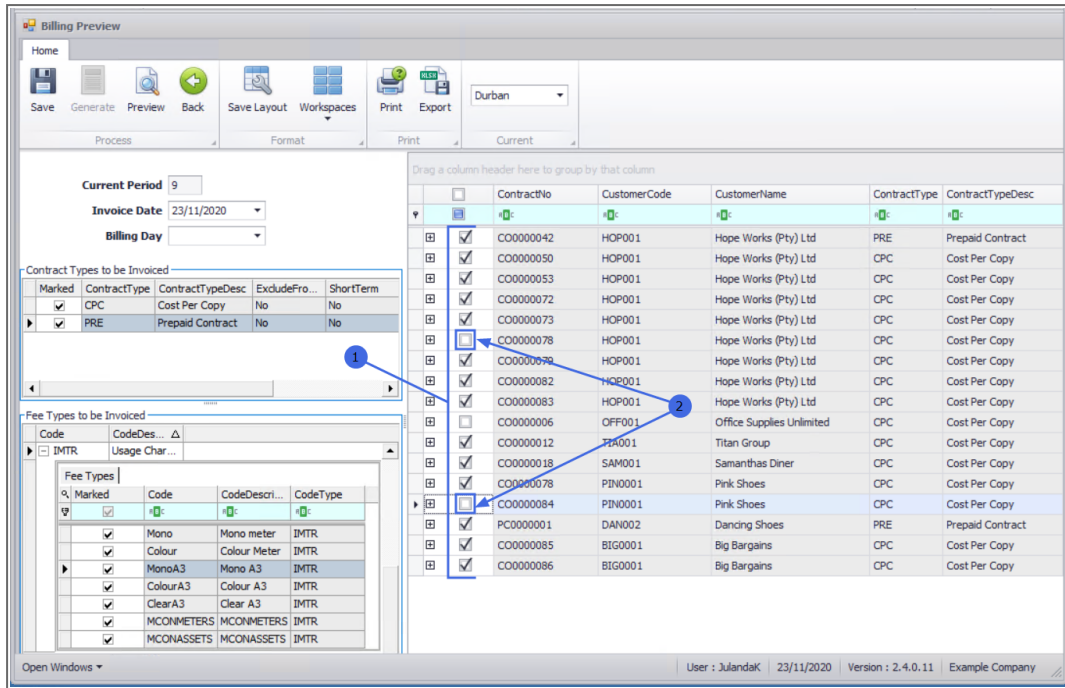 Billing Preview
Home
Save Generate Preview Back Save Layout Workspaces Print Export Durban
Process Format Print Current
Current Period 9
Invoice Date 23/11/2020
Billing Day
Contract Types to be Invoiced
Marked ContractType ContractTypeDesc ExcludeFro... ShortTerm
CPC Cost Per Copy No No
PRE Prepaid Contract No No
Fee Types to be Invoiced
Code CodeDes...
IMTR Usage Char...
Fee Types
Marked Code CodeDescri... CodeType
Mono Mono meter IMTR
Colour Colour Meter IMTR
MonoA3 Mono A3 IMTR
ColourA3 Colour A3 IMTR
ClearA3 Clear A3 IMTR
MCONMETERS MCONMETERS IMTR
MCONASSETS MCONASSETS IMTR
Drag a column header here to group by that column
ContractNo CustomerCode CustomerName ContractType ContractTypeDesc
CO0000042 HOP001 Hope Works (Pty) Ltd PRE Prepaid Contract
CO0000050 HOP001 Hope Works (Pty) Ltd CPC Cost Per Copy
CO0000053 HOP001 Hope Works (Pty) Ltd CPC Cost Per Copy
CO0000072 HOP001 Hope Works (Pty) Ltd CPC Cost Per Copy
CO0000073 HOP001 Hope Works (Pty) Ltd CPC Cost Per Copy
CO0000078 HOP001 Hope Works (Pty) Ltd CPC Cost Per Copy
CO0000079 HOP001 Hope Works (Pty) Ltd CPC Cost Per Copy
CO0000082 HOP001 Hope Works (Pty) Ltd CPC Cost Per Copy
CO0000083 HOP001 Hope Works (Pty) Ltd CPC Cost Per Copy
CO0000006 OFF001 Office Supplies Unlimited CPC Cost Per Copy
CO0000012 TIA001 Titan Group CPC Cost Per Copy
CO0000018 SAM001 Samanthas Diner CPC Cost Per Copy
CO0000078 PIN0001 Pink Shoes CPC Cost Per Copy
CO0000084 PIN0001 Pink Shoes CPC Cost Per Copy
PC0000001 DAN002 Dancing Shoes PRE Prepaid Contract
CO0000085 BIG0001 Big Bargains CPC Cost Per Copy
CO0000086 BIG0001 Big Bargains CPC Cost Per Copy
1
2
Open Windows User : JulandaK 23/11/2020 Version : 2.4.0.11 Example Company